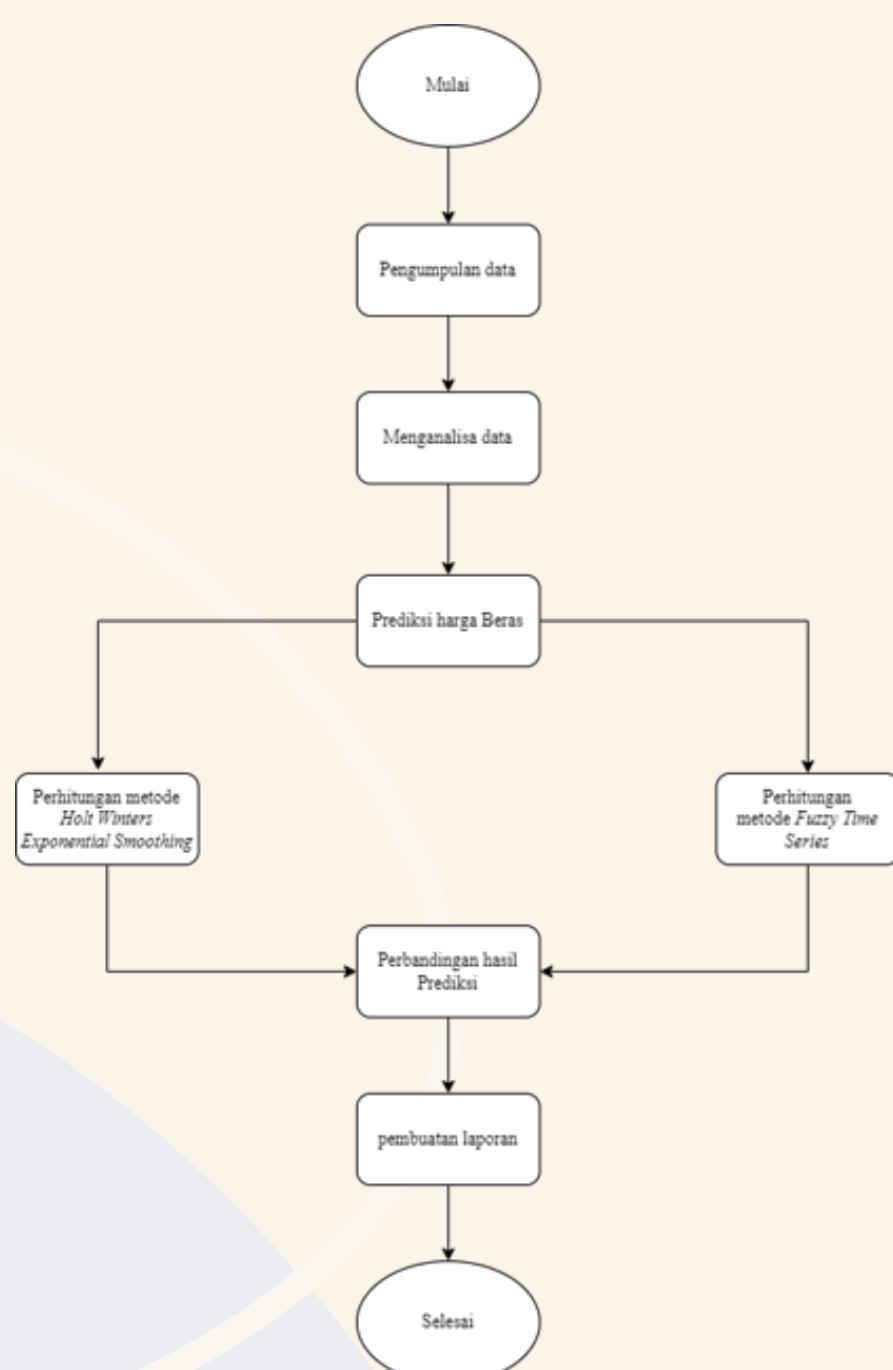 Mulai
Pengumpulan data
Menganalisa data
Prediksi harga Beras
Perhitungan metode
Holt Winters
Exponential Smoothing
Perhitungan
metode Fuzzy Time
Series
Perbandingan hasil
Prediksi
pembuatan laporan
Selesai